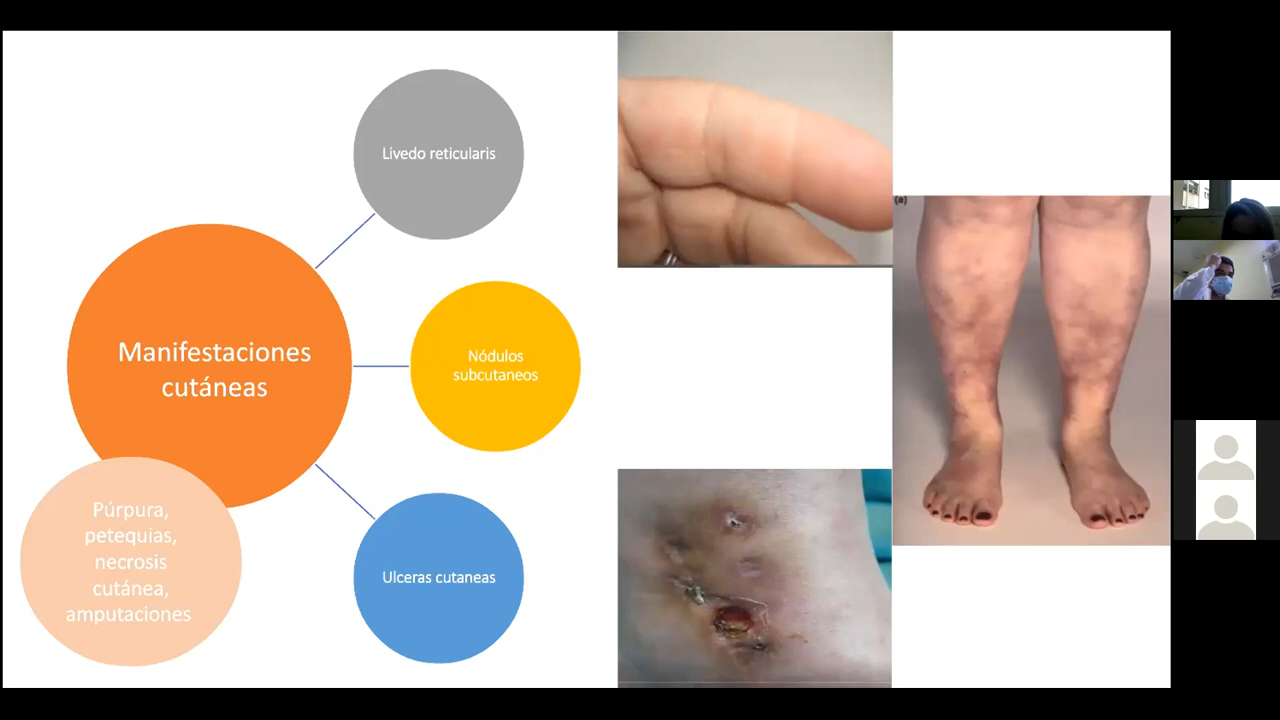 Livedo reticularis
Manifestaciones
cutáneas
Nódulos
subcutaneos
Púrpura,
petequias,
necrosis
cutánea,
amputaciones
Ulceras cutaneas